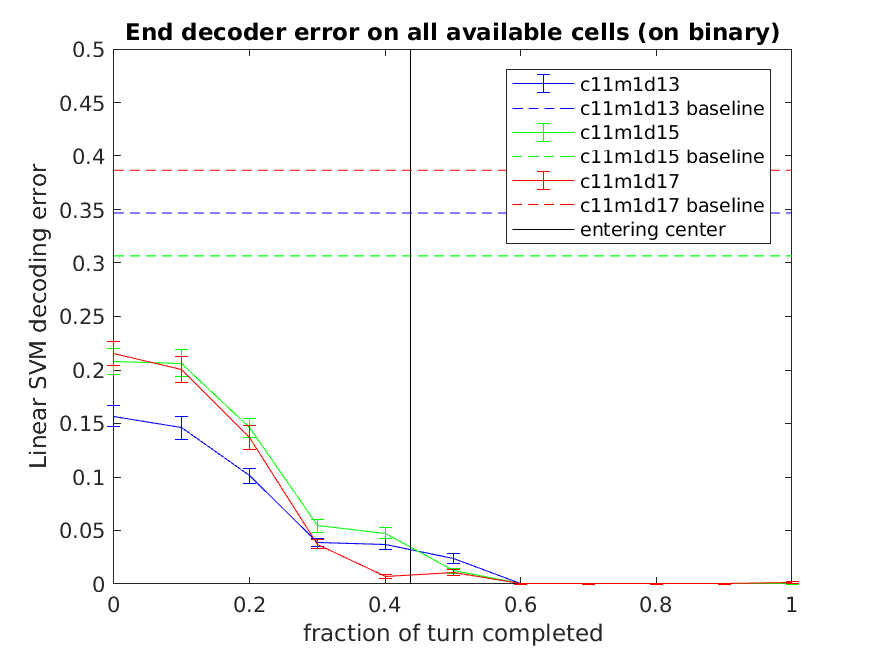 End decoder error on all available cells (on binary)
Linear SVM decoding error
0.5
0.45
0.4
0.35
0.3
0.25
0.2
0.15
0.1
0.05
0
c11m1d13
c11m1d13 baseline
c11m1d15
c11m1d15 baseline
c11m1d17
c11m1d17 baseline
entering center
0 0.2 0.4 0.6 0.8 1
fraction of turn completed